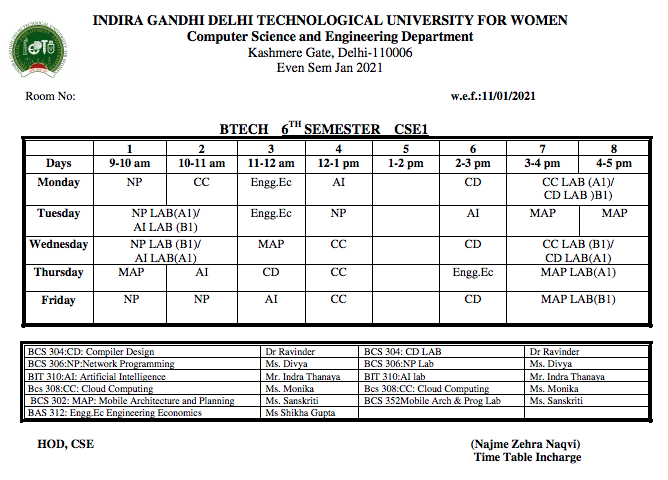 INDIRA GANDHI DELHI TECHNOLOGICAL UNIVERSITY FOR WOMEN
Computer Science and Engineering Department
Kashmere Gate, Delhi-110006
Even Sem Jan 2021
Room No: w.e.f.:11/01/2021
BTECH 6TH SEMESTER CSE1
1 2 3 4 5 6 7 8
Days 9-10 am 10-11 am 11-12 am 12-1 pm 1-2 pm 2-3 pm 3-4 pm 4-5 pm
Monday NP CC Engg.Ec AI CD CC LAB (A1)/
CD LAB )B1)
Tuesday NP LAB(A1)/ Engg.Ec NP AI MAP MAP
AI LAB (B1)
Wednesday NP LAB (B1)/ MAP CC CD CC LAB (B1)/
AI LAB(A1) CD LAB(A1)
Thursday MAP AI CD CC Engg.Ec MAP LAB(A1)
Friday NP NP AI CC CD MAP LAB(B1)
BCS 304:CD: Compiler Design Dr Ravinder BCS 304: CD LAB Dr Ravinder
BCS 306:NP:Network Programming Ms. Divya BCS 306:NP Lab Ms. Divya
BIT 310:AI: Artificial Intelligence Mr. Indra Thanaya BIT 310:AI lab Mr. Indra Thanaya
Bcs 308:CC: Cloud Computing Ms. Monika Bcs 308:CC: Cloud Computing Ms. Monika
BCS 302: MAP: Mobile Architecture and Planning Ms. Sanskriti BCS 352Mobile Arch & Prog Lab Ms. Sanskriti
BAS 312: Engg.Ec Engineering Economics Ms Shikha Gupta
HOD, CSE (Najme Zehra Naqvi)
Time Table Incharge